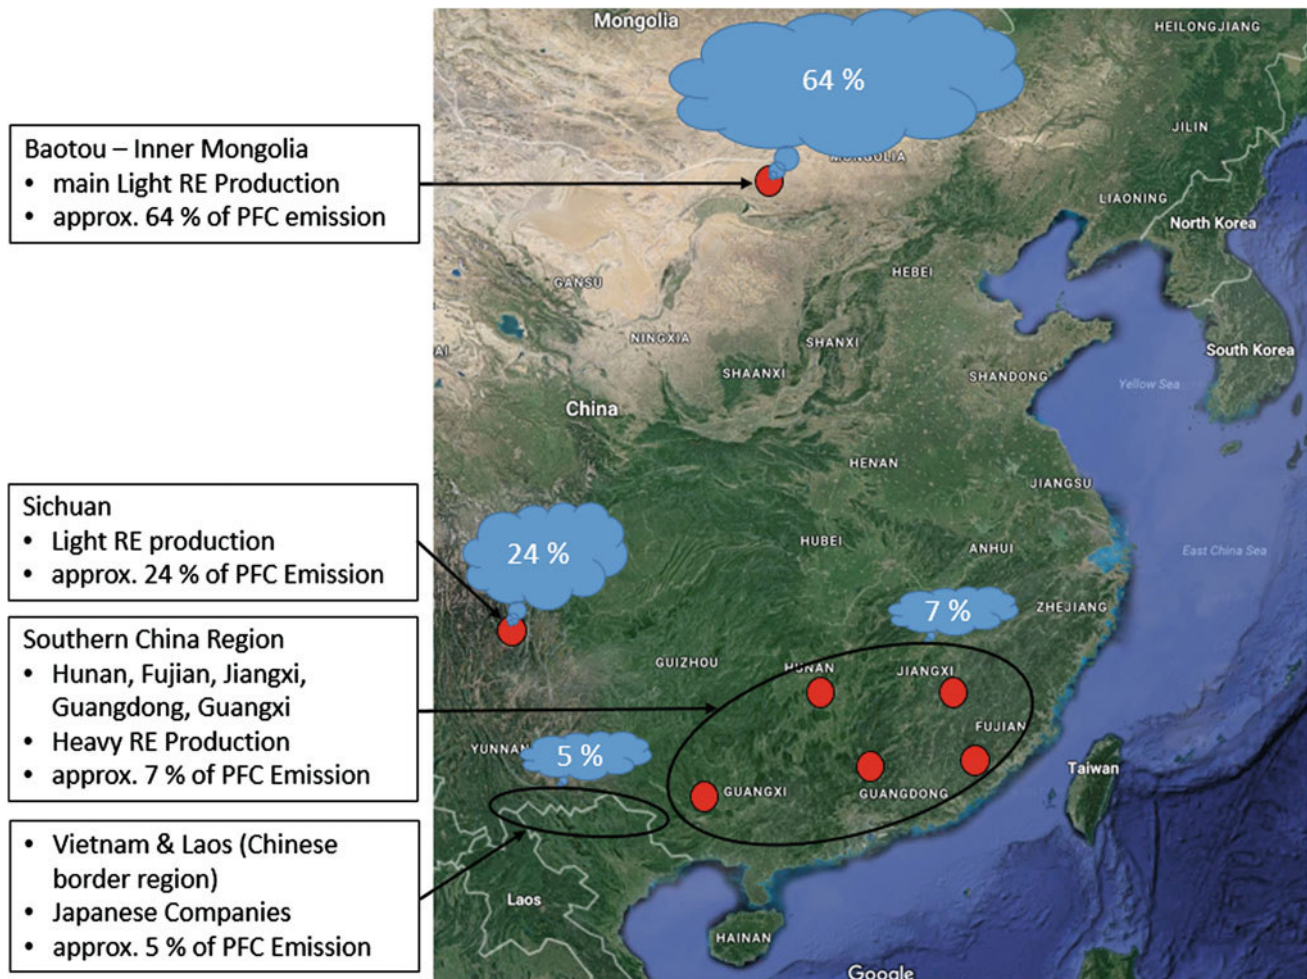 Baotou – Inner Mongolia
• main Light RE Production
• approx. 64 % of PFC emission
Sichuan
• Light RE production
• approx. 24 % of PFC Emission
Southern China Region
• Hunan, Fujian, Jiangxi,
Guangdong, Guangxi
• Heavy RE Production
• approx. 7 % of PFC Emission
• Vietnam & Laos (Chinese
border region)
• Japanese Companies
• approx. 5 % of PFC Emission
Mongolia
HEILONGJIANG
64 %
JILIN
MONGOLIA
LIAONING
North Korea
HEBEI
GANSU
NINGXIA
SHANXI
South Korea
AI
SHAANXI
SHANDONG
Yellow Sea
China
HENAN
JIANGSU
24 %
HUBEI
ANHUI
East China Sea
7 %
ZHEJIANG
GUIZHOU
HUNAN
JIANGXI
FUJIAN
YUNNAN
5 %
Taiwan
GUANGXI
GUANGDONG
Laos
HAINAN
Google